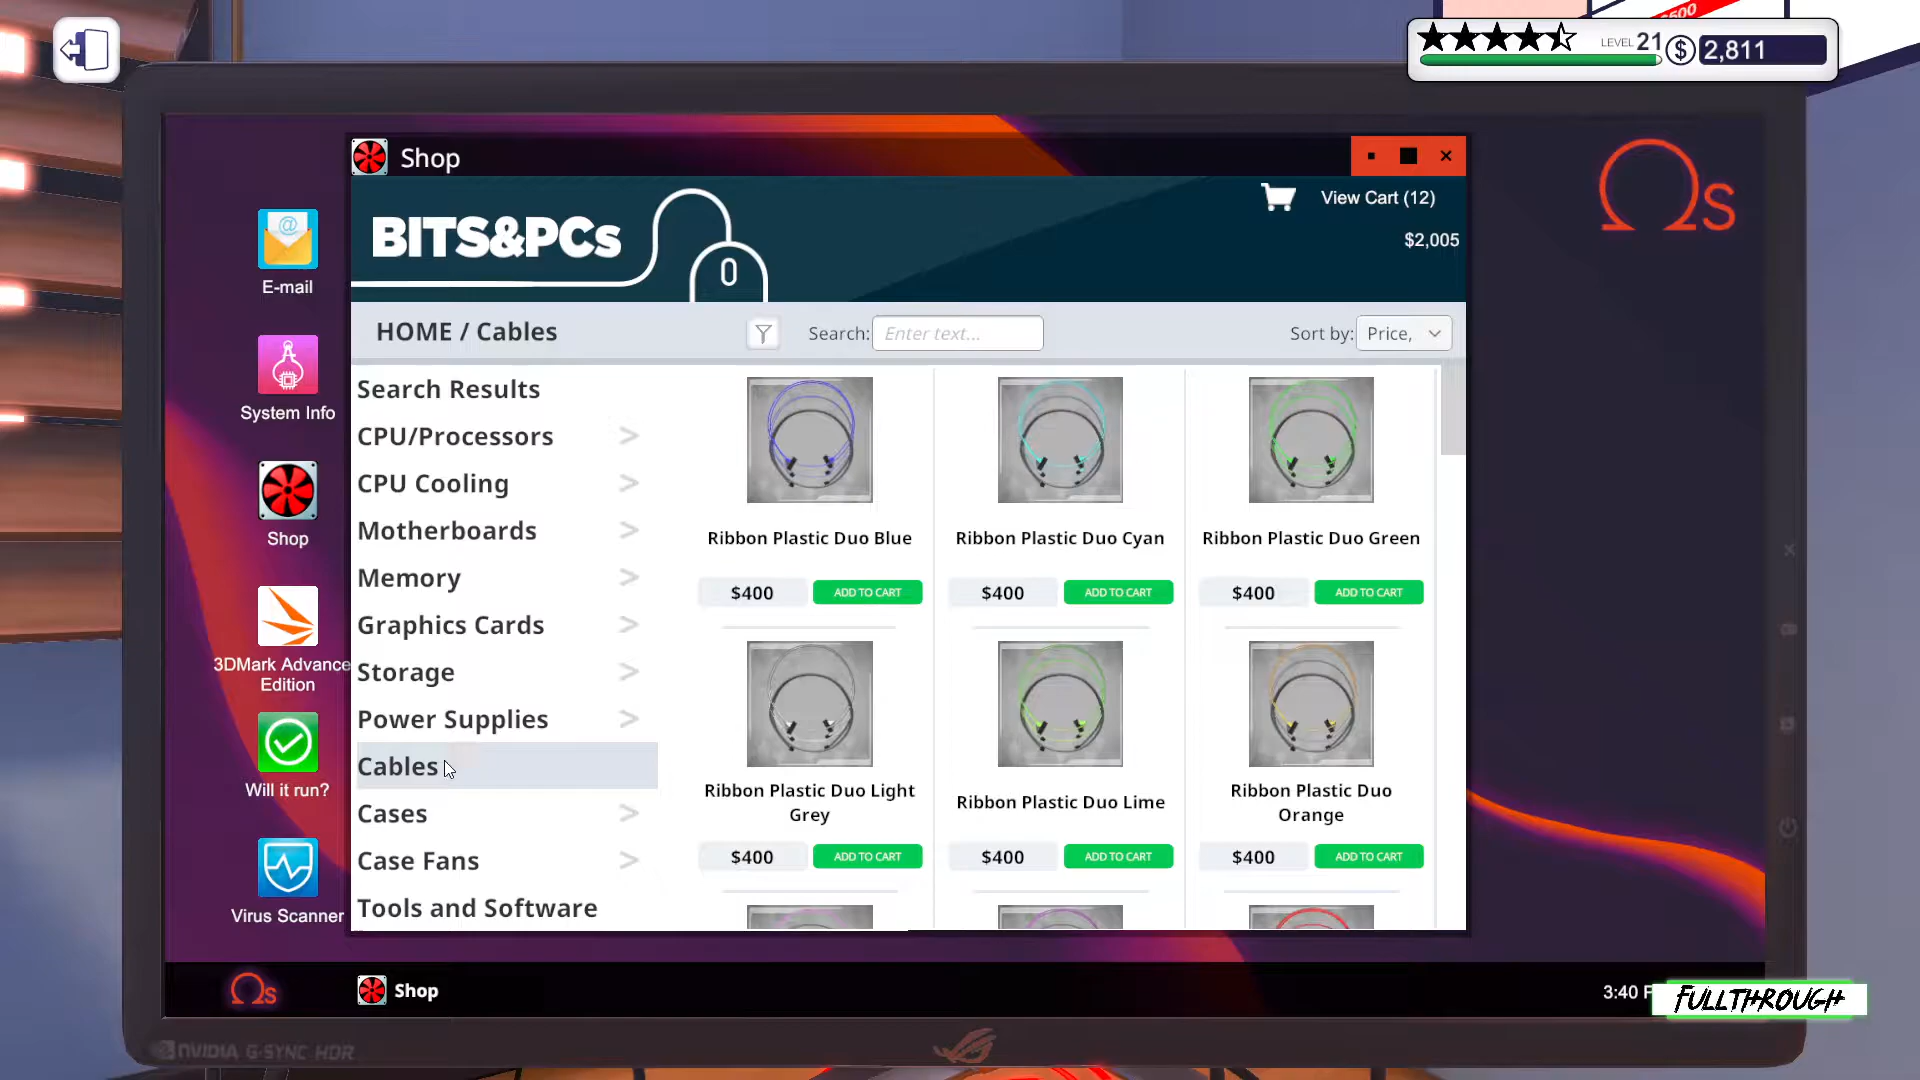 LEVEL 21
$ 2,811
$500
Shop
BITS&PCs
View Cart (12)
$2,005
HOME / Cables
Search: Enter text...
Sort by: Price,
E-mail
System Info
Shop
3DMark Advance
Edition
Will it run?
Virus Scanner
Search Results
CPU/Processors >
CPU Cooling >
Motherboards >
Memory >
Graphics Cards >
Storage >
Power Supplies >
Cables
Cases >
Case Fans >
Tools and Software
Ribbon Plastic Duo Blue
$400 ADD TO CART
Ribbon Plastic Duo Cyan
$400 ADD TO CART
Ribbon Plastic Duo Green
$400 ADD TO CART
Ribbon Plastic Duo Light
Grey
$400 ADD TO CART
Ribbon Plastic Duo Lime
$400 ADD TO CART
Ribbon Plastic Duo
Orange
$400 ADD TO CART
Ωs
Ωs
Shop
3:40 P
FULLTHROUGH
NVIDIA G-SYNC HDR